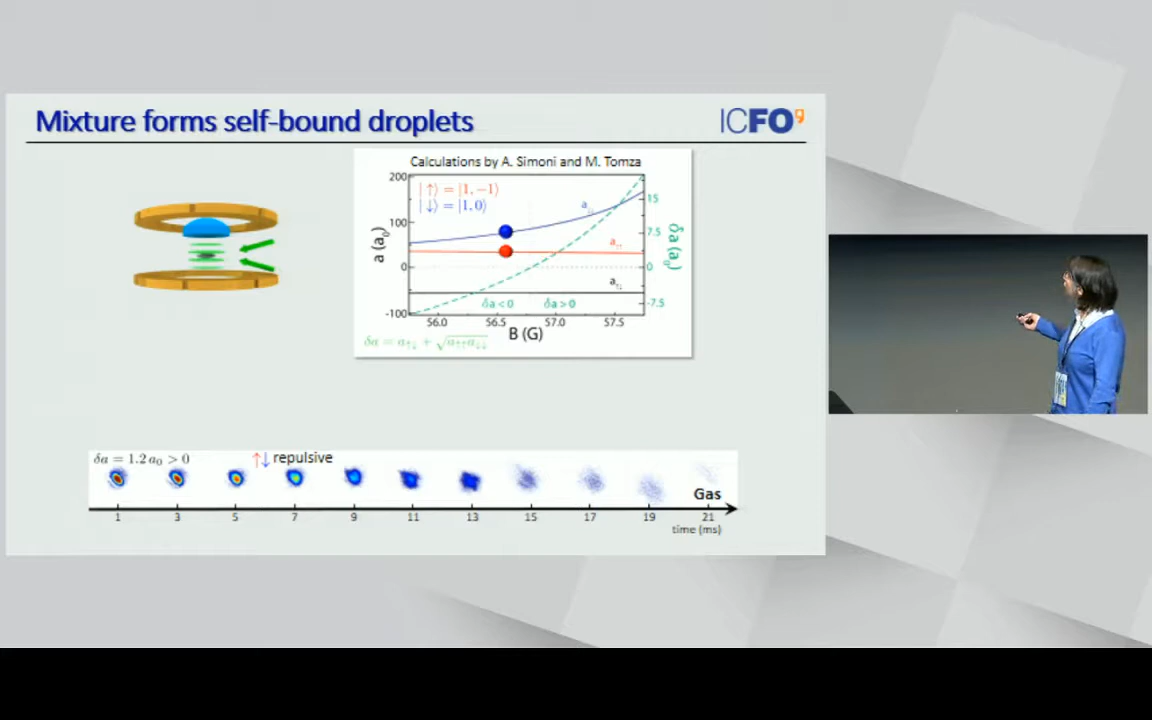 Mixture forms self-bound droplets
ICFO
Calculations by A. Simoni and M. Tomza
|↑⟩ = |1, −1⟩
|↓⟩ = |1, 0⟩
200
100
0
-100
a (a₀)
a↑↑
a↑↓
15
7.5
0
-7.5
δa (a₀)
δa < 0
δa > 0
56.0
56.5
57.0
57.5
B (G)
δa = a↑↓ + √a↑↑a↓↓
δa = 1.2 a₀ > 0
↑↓ repulsive
Gas
1 3 5 7 9 11 13 15 17 19 21
time (ms)